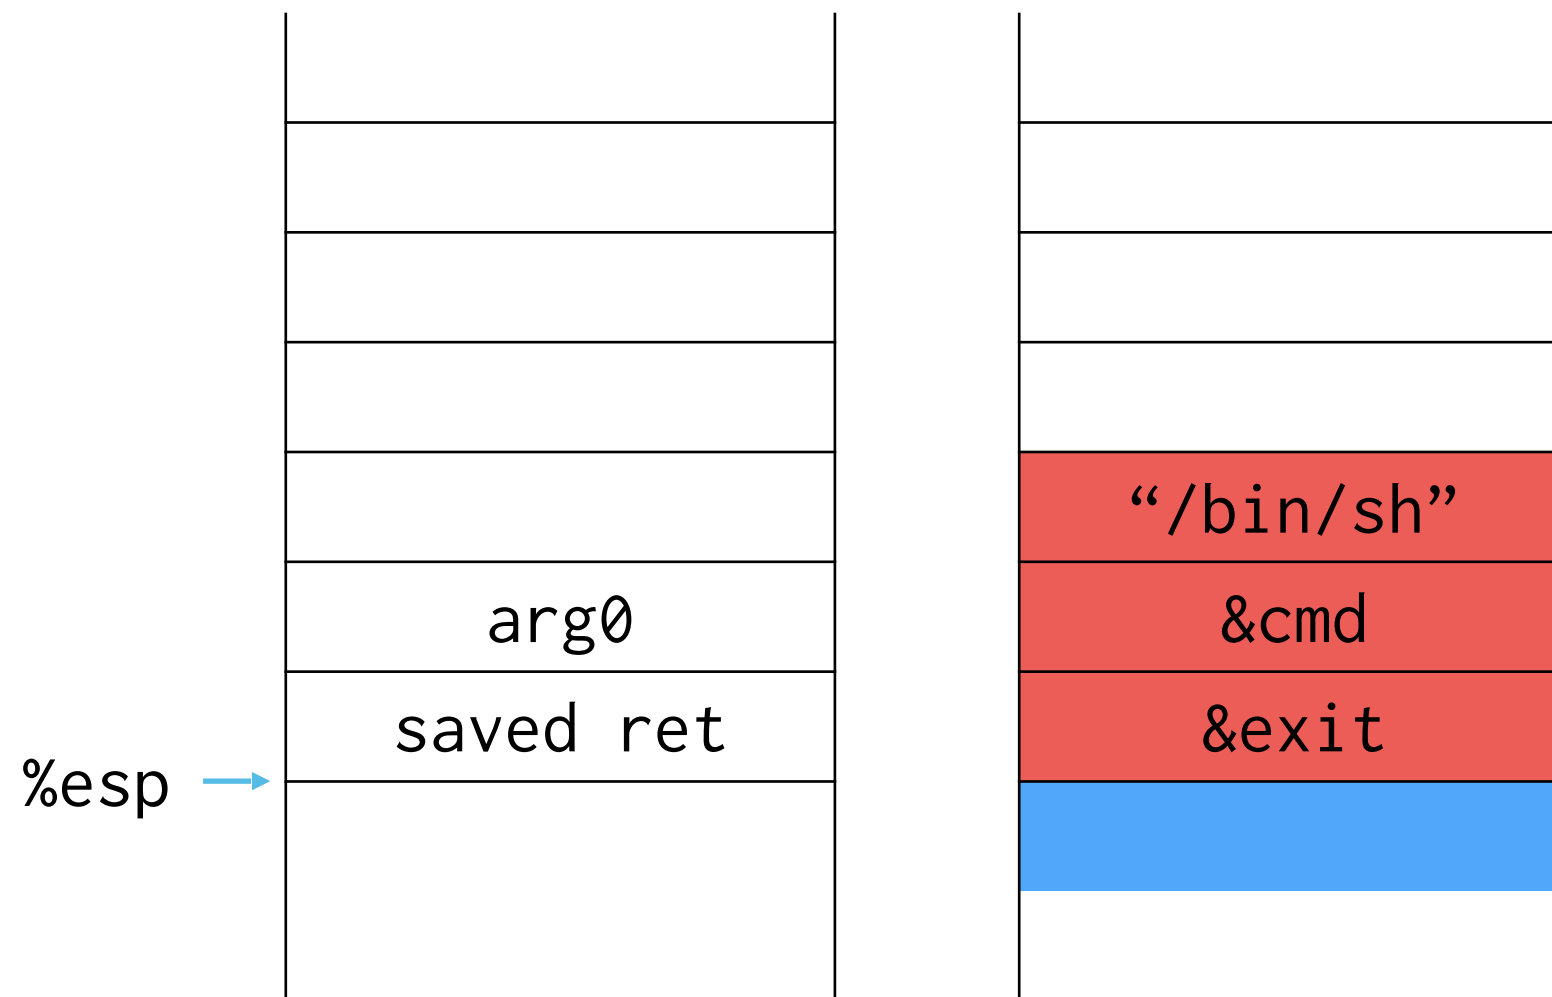 “/bin/sh”
arg0
&cmd
saved ret
&exit
%esp